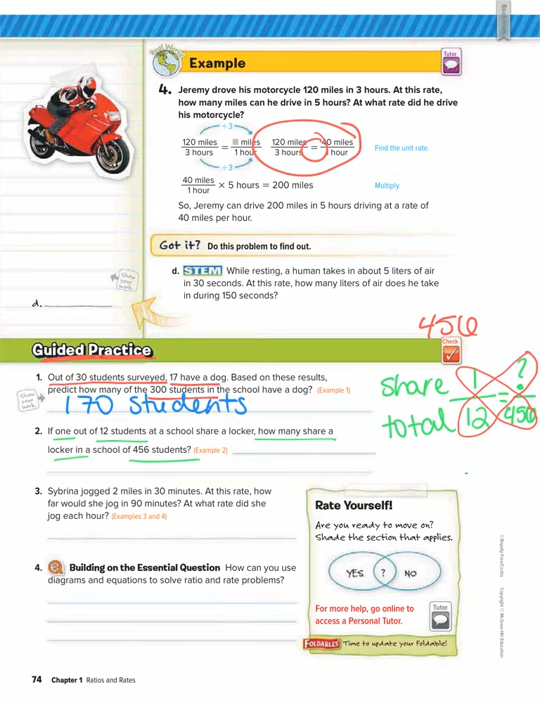 Tutor
Real World
Example
4. Jeremy drove his motorcycle 120 miles in 3 hours. At this rate,
how many miles can he drive in 5 hours? At what rate did he drive
his motorcycle?
÷3
120 miles / 3 hours = ■ miles / 1 hour 120 miles / 3 hours = 40 miles / 1 hour Find the unit rate.
÷3
40 miles / 1 hour × 5 hours = 200 miles Multiply.
So, Jeremy can drive 200 miles in 5 hours driving at a rate of
40 miles per hour.
Got it? Do this problem to find out.
d. STEM While resting, a human takes in about 5 liters of air
in 30 seconds. At this rate, how many liters of air does he take
in during 150 seconds?
Show your work.
d.
456
Guided Practice
Check
1. Out of 30 students surveyed, 17 have a dog. Based on these results,
predict how many of the 300 students in the school have a dog? (Example 1)
Show your work.
170 students
share 1 = ?
total 12 456
2. If one out of 12 students at a school share a locker, how many share a
locker in a school of 456 students? (Example 2)
3. Sybrina jogged 2 miles in 30 minutes. At this rate, how
far would she jog in 90 minutes? At what rate did she
jog each hour? (Examples 3 and 4)
4. Building on the Essential Question How can you use
diagrams and equations to solve ratio and rate problems?
Rate Yourself!
Are you ready to move on?
Shade the section that applies.
YES ? NO
For more help, go online to
access a Personal Tutor.
Tutor
FOLDABLES Time to update your Foldable!
Copyright © McGraw-Hill Education
74 Chapter 1 Ratios and Rates